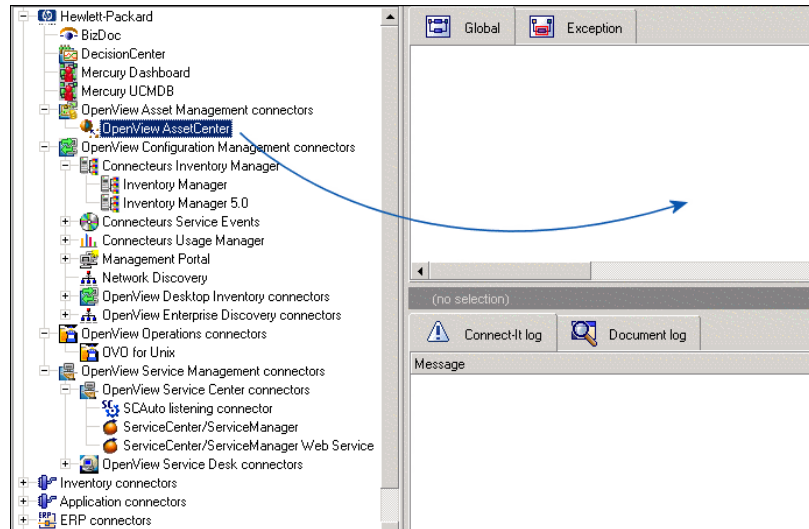 Hewlett-Packard
BizDoc
DecisionCenter
Mercury Dashboard
Mercury UCMDB
OpenView Asset Management connectors
OpenView AssetCenter
OpenView Configuration Management connectors
Connecteurs Inventory Manager
Inventory Manager
Inventory Manager 5.0
Connecteurs Service Events
Connecteurs Usage Manager
Management Portal
Network Discovery
OpenView Desktop Inventory connectors
OpenView Enterprise Discovery connectors
OpenView Operations connectors
OVO for Unix
OpenView Service Management connectors
OpenView Service Center connectors
SCAuto listening connector
ServiceCenter/ServiceManager
ServiceCenter/ServiceManager Web Service
OpenView Service Desk connectors
Inventory connectors
Application connectors
ERP connectors
Global Exception
(no selection)
Connect-It log Document log
Message